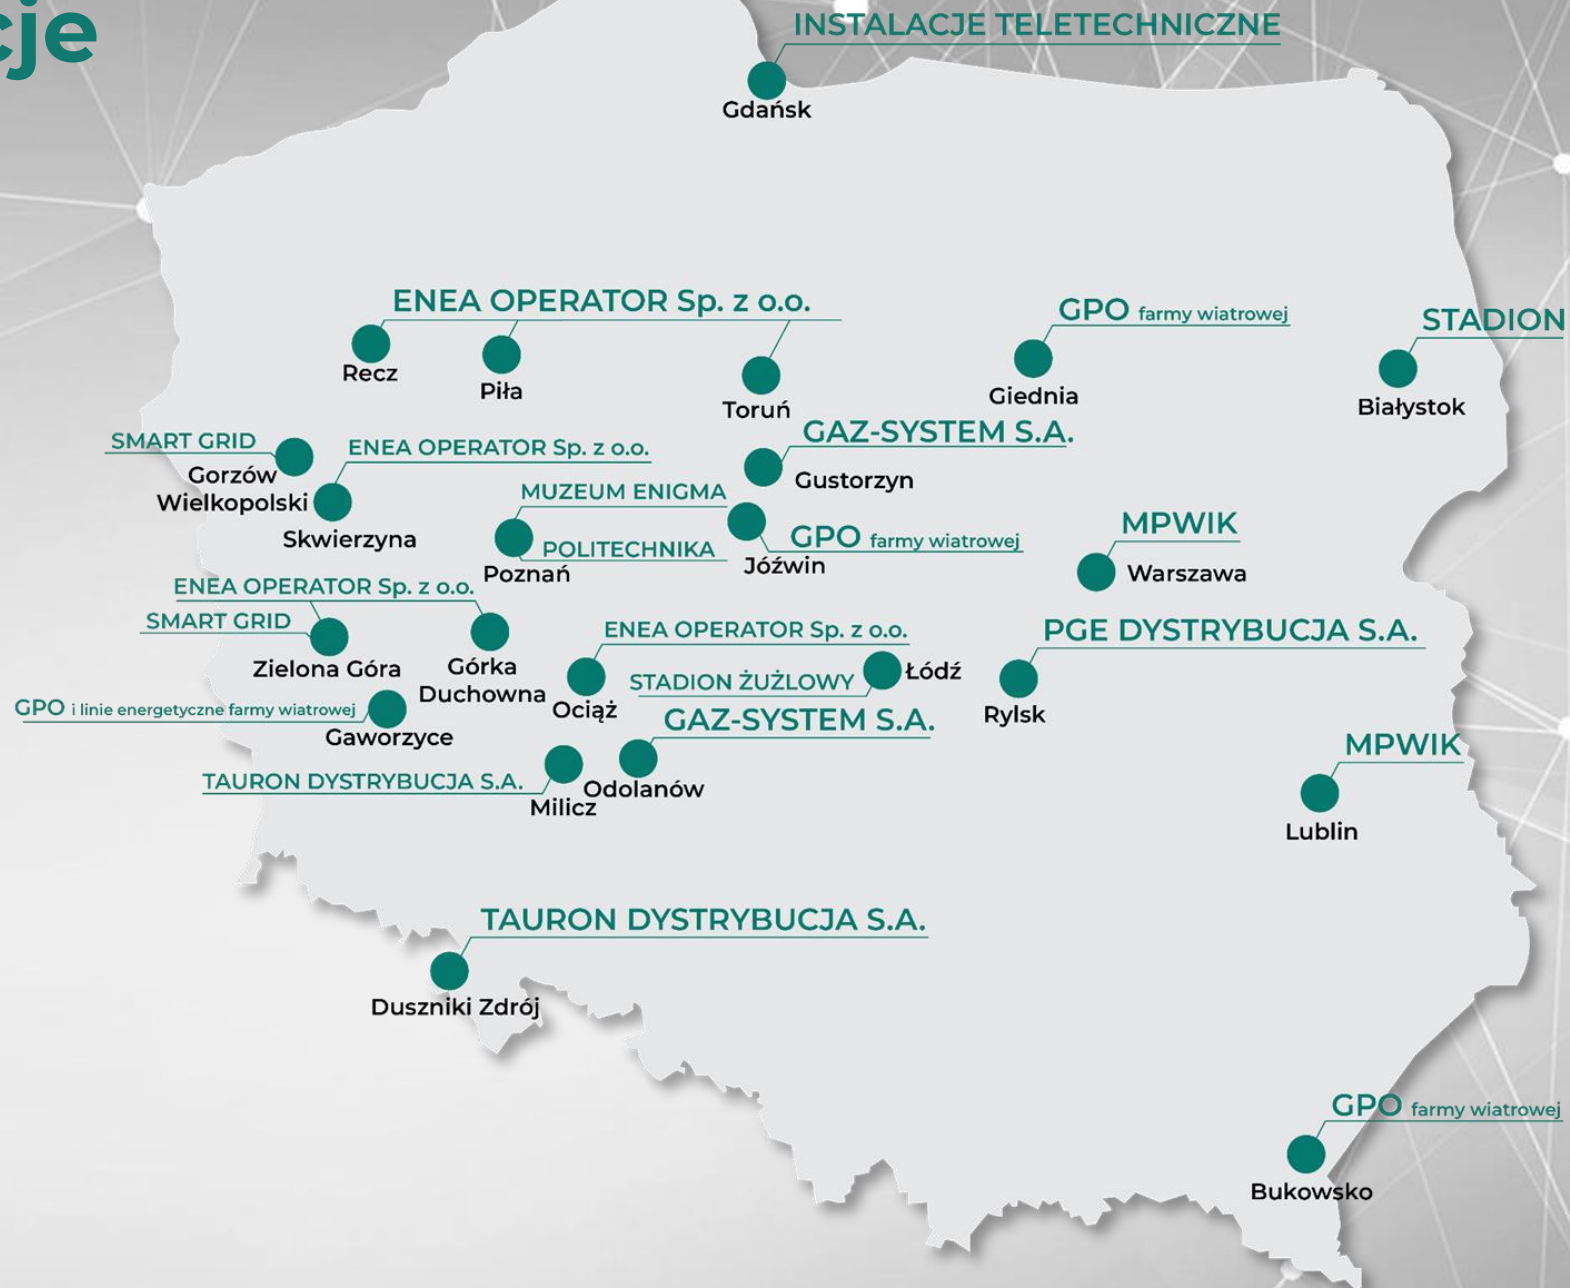 cje
INSTALACJE TELETECHNICZNE
Gdańsk
ENEA OPERATOR Sp. z o.o.
Recz
Piła
Toruń
GPO farmy wiatrowej
Giednia
STADION
Białystok
SMART GRID
Gorzów
Wielkopolski
ENEA OPERATOR Sp. z o.o.
Skwierzyna
GAZ-SYSTEM S.A.
Gustorzyn
MUZEUM ENIGMA
POLITECHNIKA
Poznań
GPO farmy wiatrowej
Jóźwin
MPWIK
Warszawa
ENEA OPERATOR Sp. z o.o.
SMART GRID
Zielona Góra
Górka
Duchowna
ENEA OPERATOR Sp. z o.o.
Ociąż
STADION ŻUŻLOWY
Łódź
PGE DYSTRYBUCJA S.A.
Rylsk
GPO i linie energetyczne farmy wiatrowej
Gaworzyce
GAZ-SYSTEM S.A.
Odolanów
TAURON DYSTRYBUCJA S.A.
Milicz
MPWIK
Lublin
TAURON DYSTRYBUCJA S.A.
Duszniki Zdrój
GPO farmy wiatrowej
Bukowsko